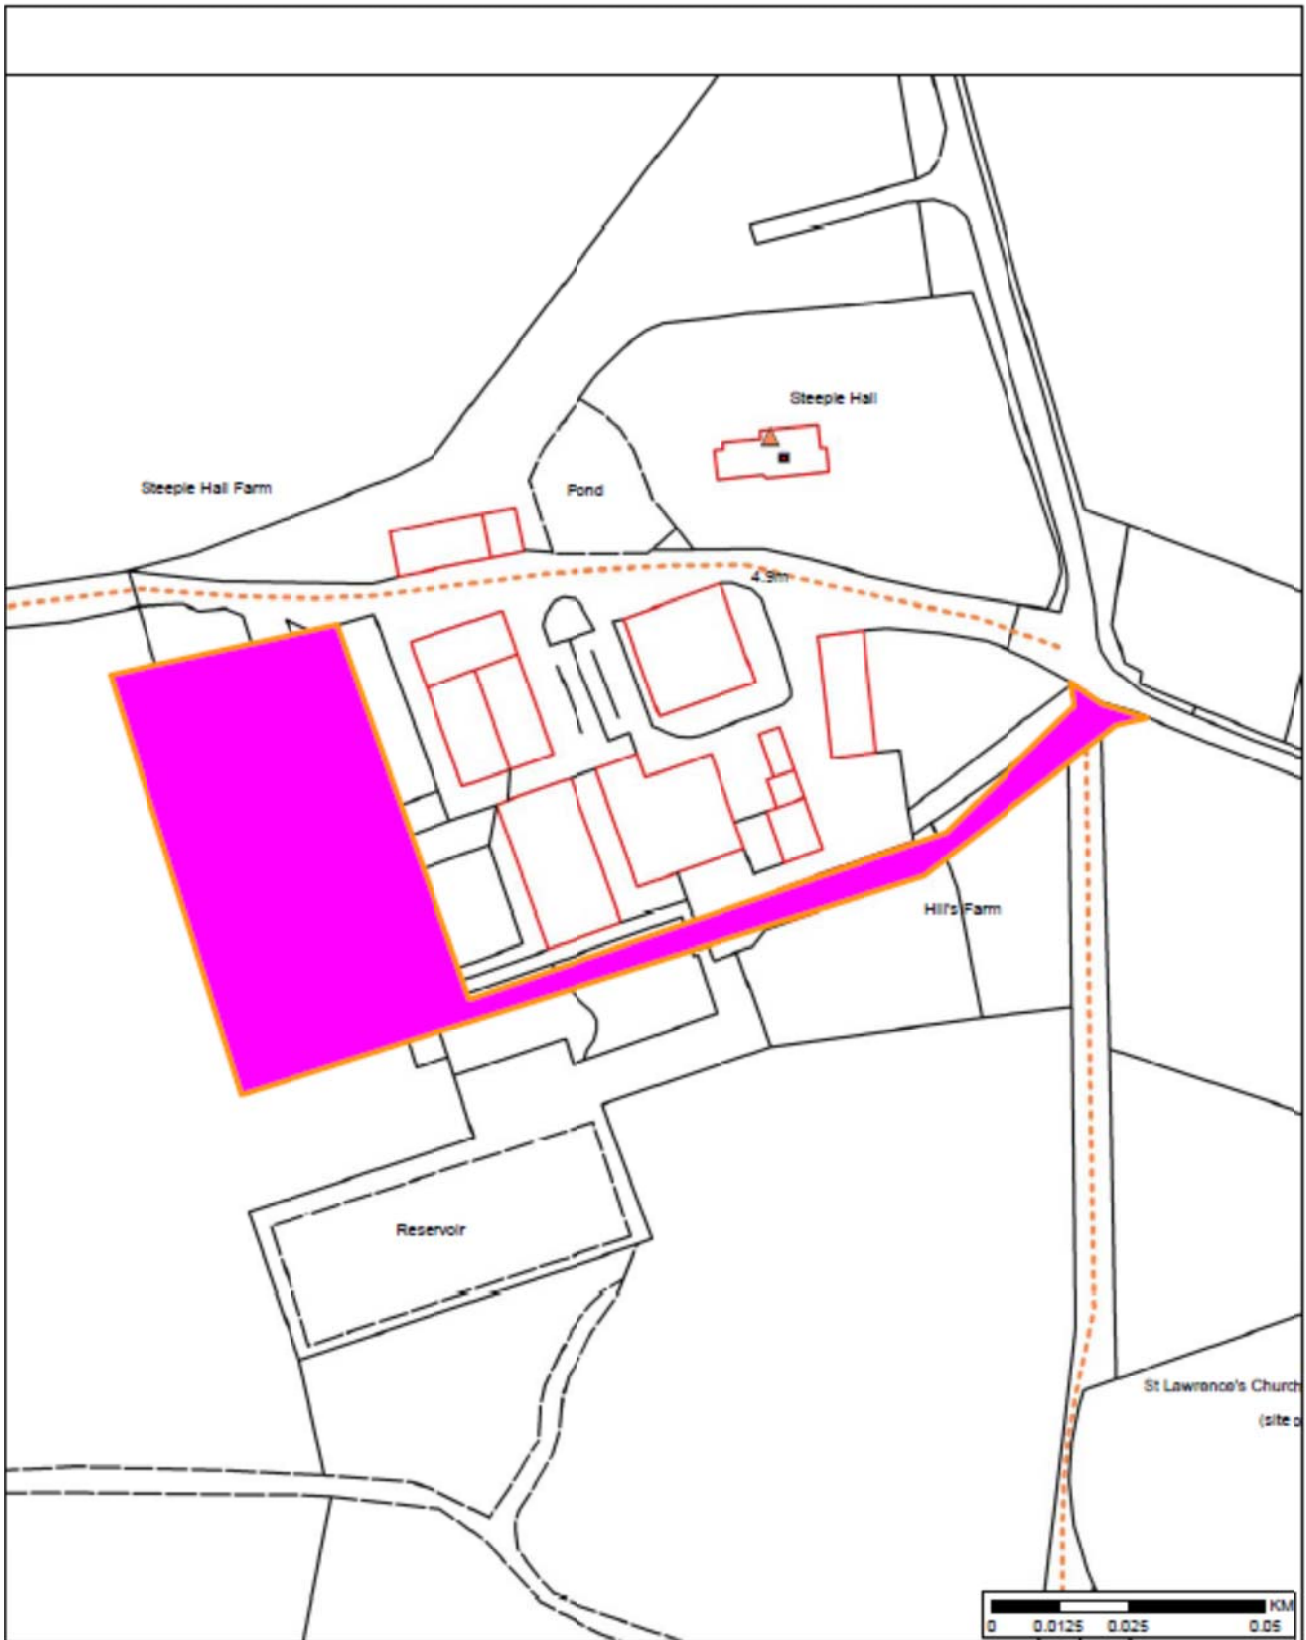 Steeple Hall
Steeple Hall Farm
Pond
4.9m
Hill's Farm
Reservoir
St Lawrence's Church
(site o
KM
0 0.0125 0.025 0.05